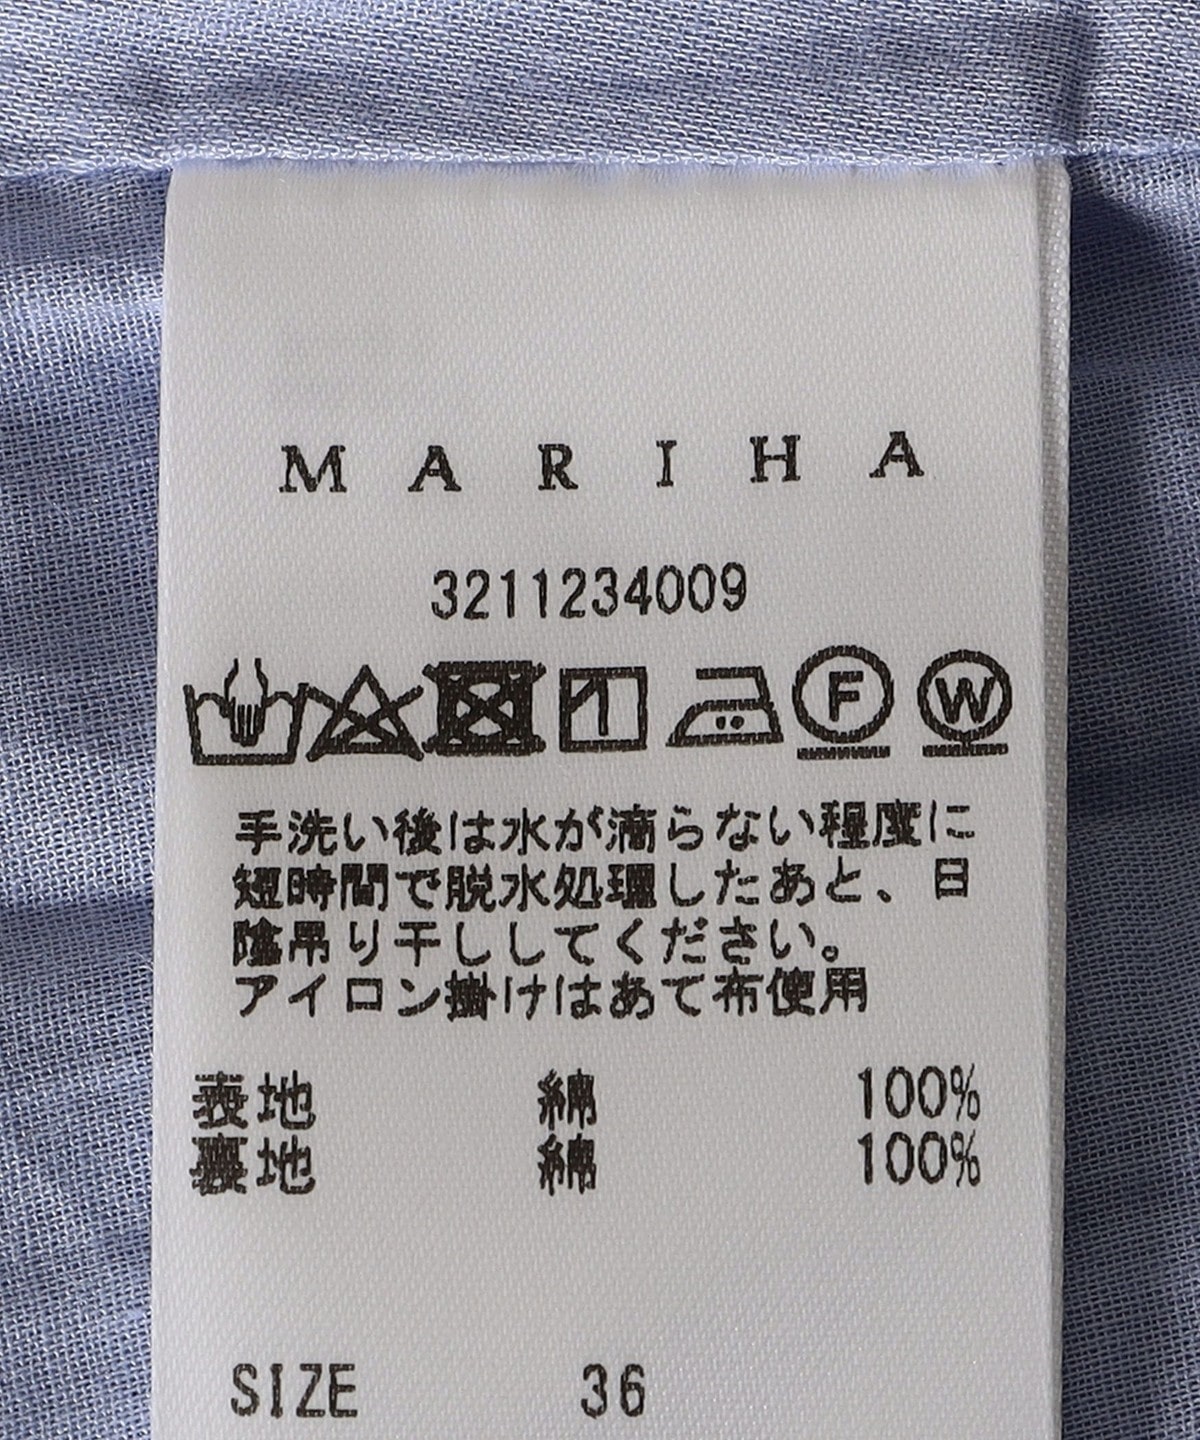 MARIHA
3211234009
F W
手洗い後は水が滴らない程度に
短時間で脱水処理したあと、日
陰吊り干ししてください。
アイロン掛けはあて布使用
表地 綿 100%
裏地 綿 100%
SIZE 36